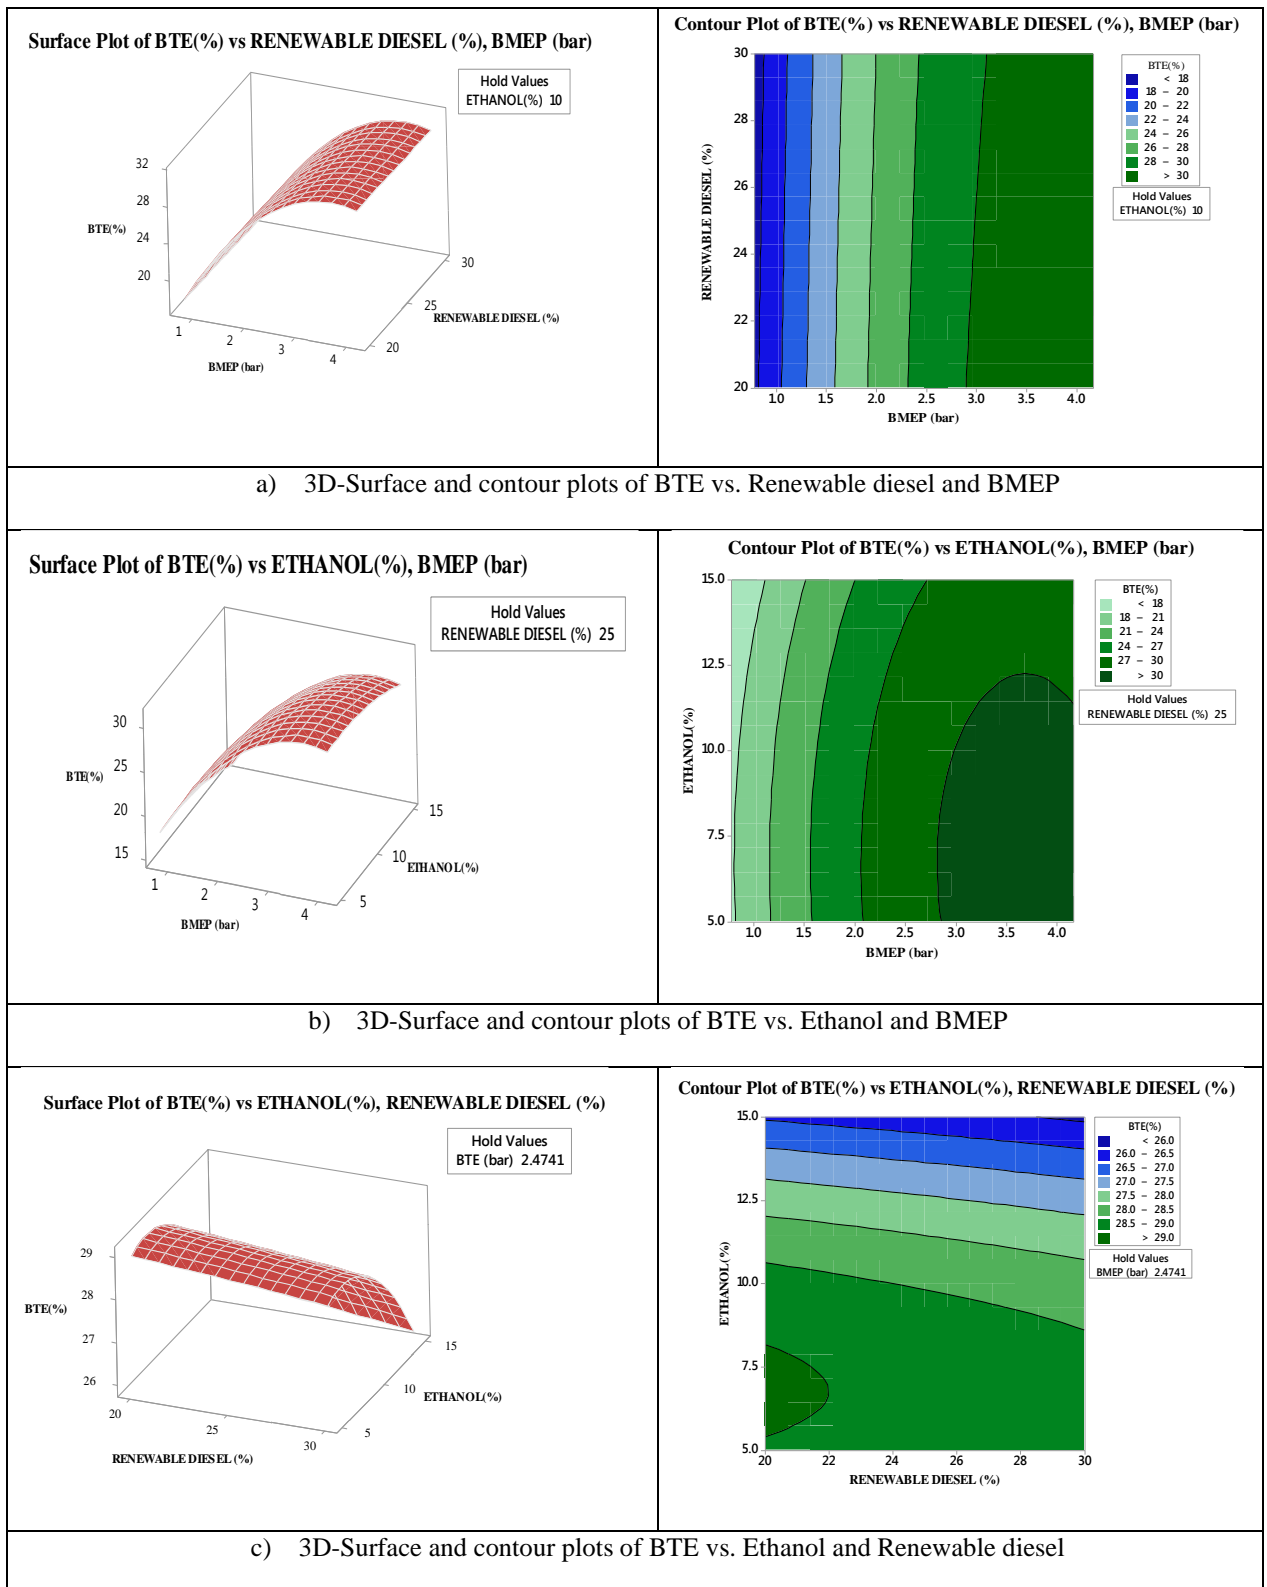 Surface Plot of BTE(%) vs RENEWABLE DIESEL (%), BMEP (bar)
Hold Values
ETHANOL(%) 10
32
28
24
20
BTE(%)
1
2
3
4
BMEP (bar)
20
25
30
RENEWABLE DIESEL (%)
Contour Plot of BTE(%) vs RENEWABLE DIESEL (%), BMEP (bar)
30
28
26
24
22
20
RENEWABLE DIESEL (%)
1.0 1.5 2.0 2.5 3.0 3.5 4.0
BMEP (bar)
BTE(%)
< 18
18 – 20
20 – 22
22 – 24
24 – 26
26 – 28
28 – 30
> 30
Hold Values
ETHANOL(%) 10
a) 3D-Surface and contour plots of BTE vs. Renewable diesel and BMEP
Surface Plot of BTE(%) vs ETHANOL(%), BMEP (bar)
Hold Values
RENEWABLE DIESEL (%) 25
30
25
20
15
BTE(%)
1
2
3
4
BMEP (bar)
5
10
15
ETHANOL(%)
Contour Plot of BTE(%) vs ETHANOL(%), BMEP (bar)
15.0
12.5
10.0
7.5
5.0
ETHANOL(%)
1.0 1.5 2.0 2.5 3.0 3.5 4.0
BMEP (bar)
BTE(%)
< 18
18 – 21
21 – 24
24 – 27
27 – 30
> 30
Hold Values
RENEWABLE DIESEL (%) 25
b) 3D-Surface and contour plots of BTE vs. Ethanol and BMEP
Surface Plot of BTE(%) vs ETHANOL(%), RENEWABLE DIESEL (%)
Hold Values
BTE (bar) 2.4741
29
28
27
26
BTE(%)
20
25
30
RENEWABLE DIESEL (%)
5
10
15
ETHANOL(%)
Contour Plot of BTE(%) vs ETHANOL(%), RENEWABLE DIESEL (%)
15.0
12.5
10.0
7.5
5.0
ETHANOL(%)
20 22 24 26 28 30
RENEWABLE DIESEL (%)
BTE(%)
< 26.0
26.0 – 26.5
26.5 – 27.0
27.0 – 27.5
27.5 – 28.0
28.0 – 28.5
28.5 – 29.0
> 29.0
Hold Values
BMEP (bar) 2.4741
c) 3D-Surface and contour plots of BTE vs. Ethanol and Renewable diesel